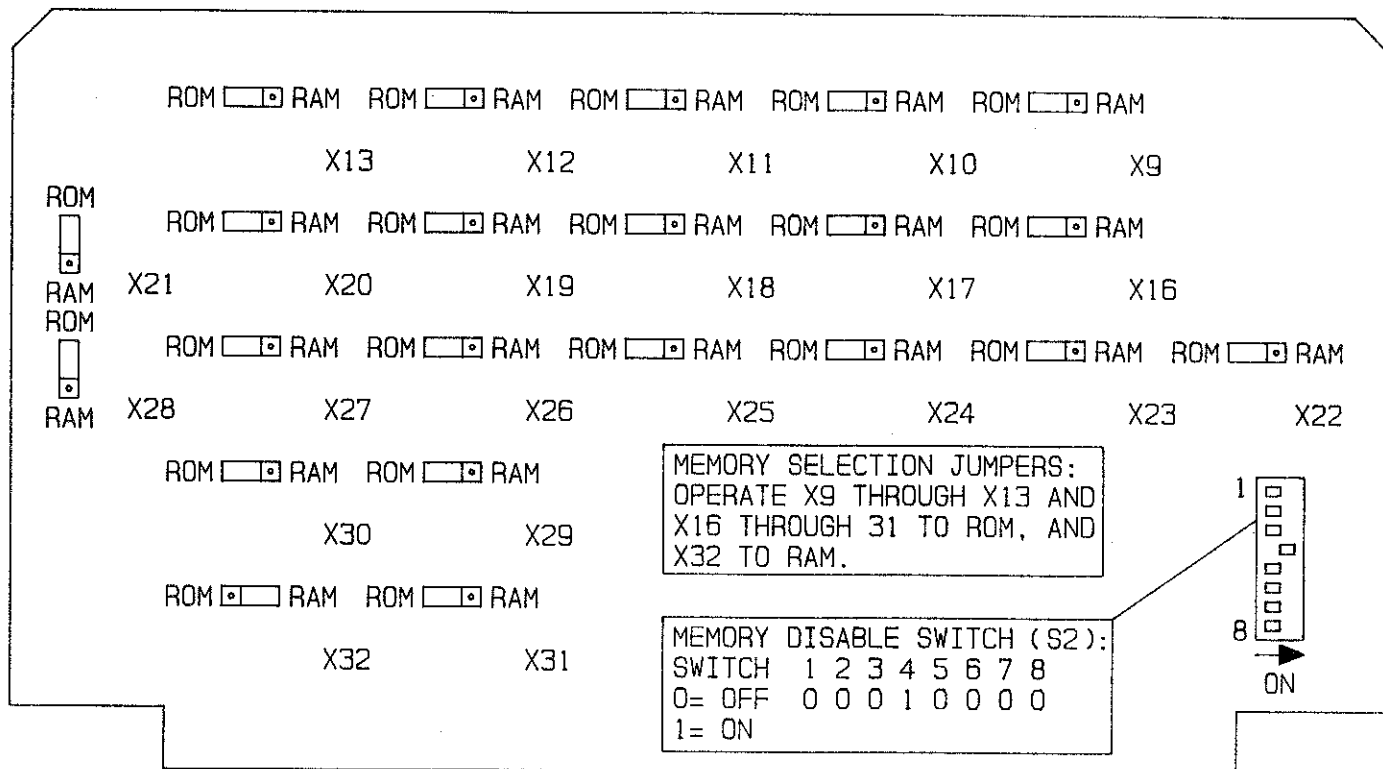 ROM RAM ROM RAM ROM RAM ROM RAM ROM RAM
X13 X12 X11 X10 X9
ROM
ROM RAM ROM RAM ROM RAM ROM RAM ROM RAM
RAM X21 X20 X19 X18 X17 X16
ROM
ROM RAM ROM RAM ROM RAM ROM RAM ROM RAM ROM RAM
RAM X28 X27 X26 X25 X24 X23 X22
ROM RAM ROM RAM
X30 X29
ROM RAM ROM RAM
X32 X31
MEMORY SELECTION JUMPERS:
OPERATE X9 THROUGH X13 AND
X16 THROUGH 31 TO ROM, AND
X32 TO RAM.
MEMORY DISABLE SWITCH (S2):
SWITCH 1 2 3 4 5 6 7 8
0= OFF 0 0 0 1 0 0 0 0
1= ON
1
8
ON